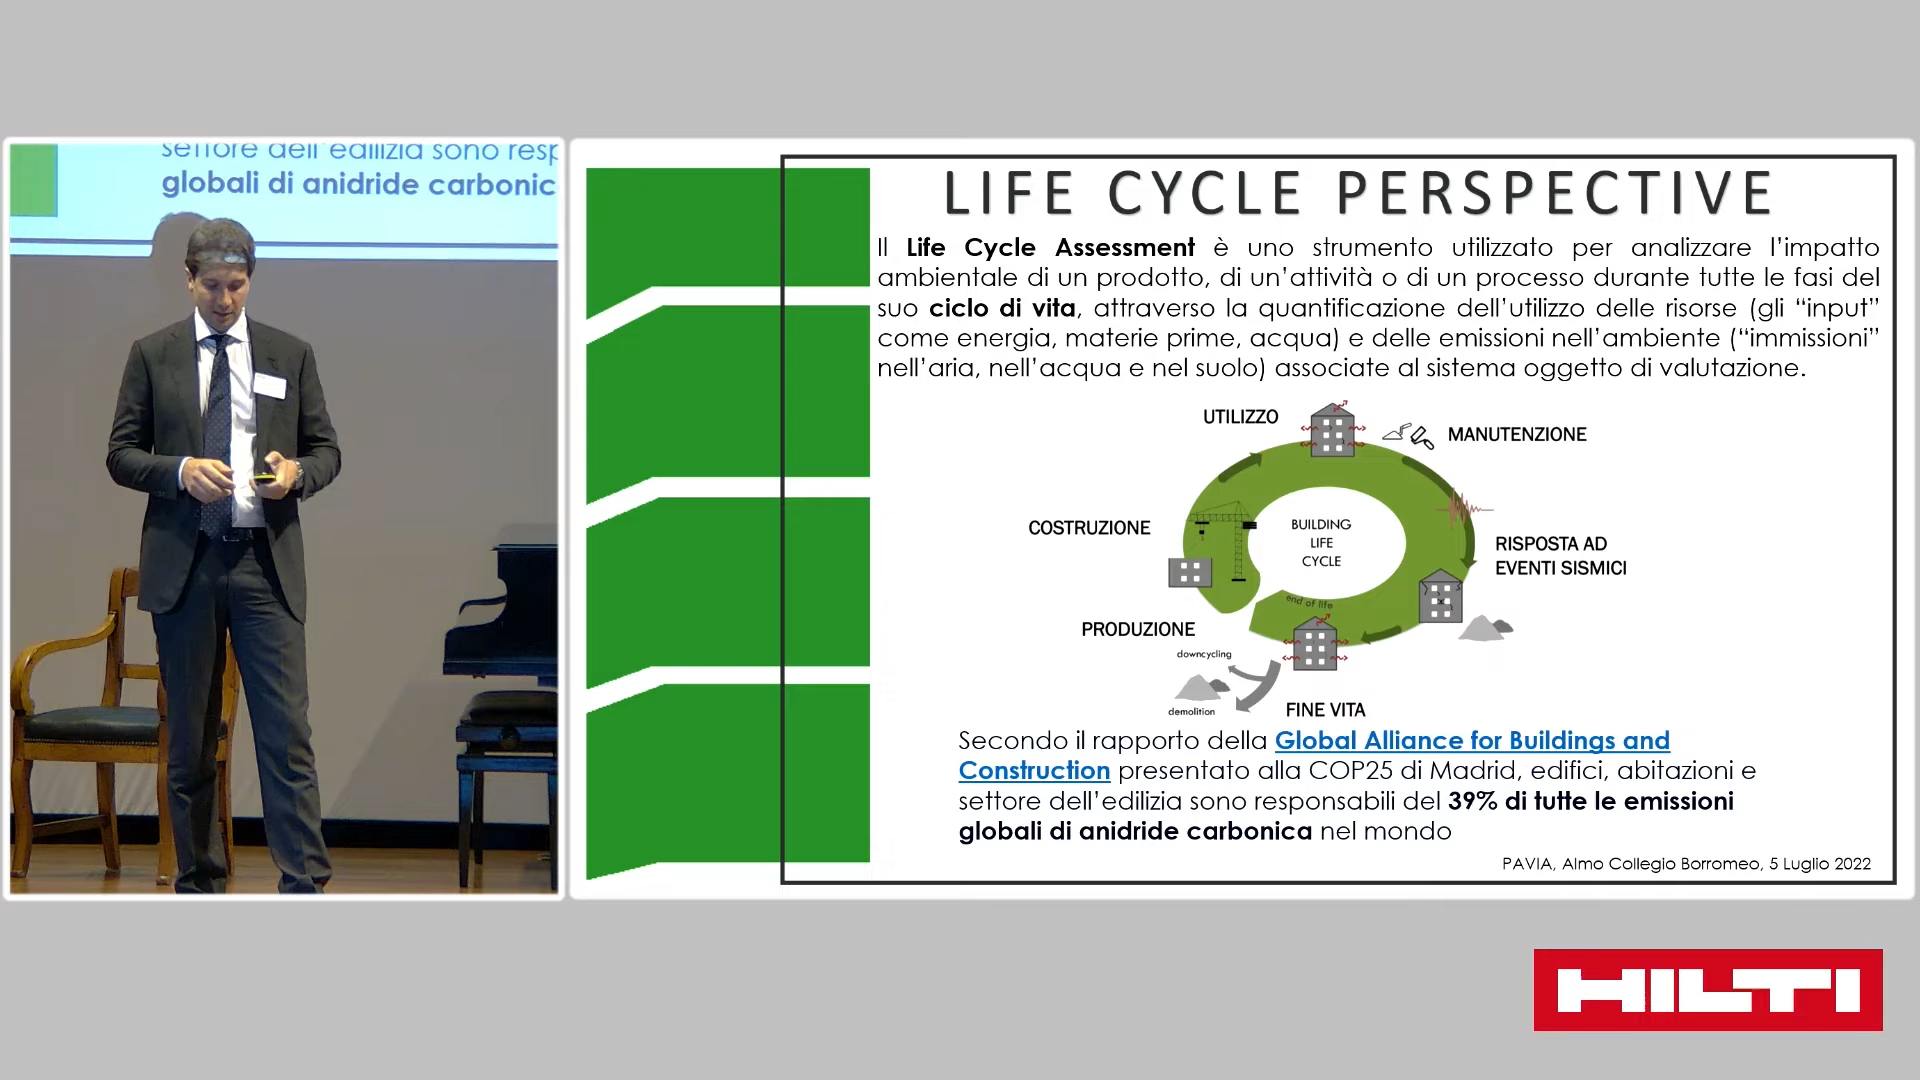 settore dell'edilizia sono resp
globali di anidride carbonic
LIFE CYCLE PERSPECTIVE
Il Life Cycle Assessment è uno strumento utilizzato per analizzare l'impatto
ambientale di un prodotto, di un'attività o di un processo durante tutte le fasi del
suo ciclo di vita, attraverso la quantificazione dell'utilizzo delle risorse (gli “input”
come energia, materie prime, acqua) e delle emissioni nell'ambiente (“immissioni”
nell'aria, nell'acqua e nel suolo) associate al sistema oggetto di valutazione.
UTILIZZO
MANUTENZIONE
COSTRUZIONE
BUILDING
LIFE
CYCLE
RISPOSTA AD
EVENTI SISMICI
end of life
PRODUZIONE
downcycling
demolition
FINE VITA
Secondo il rapporto della Global Alliance for Buildings and
Construction presentato alla COP25 di Madrid, edifici, abitazioni e
settore dell'edilizia sono responsabili del 39% di tutte le emissioni
globali di anidride carbonica nel mondo
PAVIA, Almo Collegio Borromeo, 5 Luglio 2022
HILTI